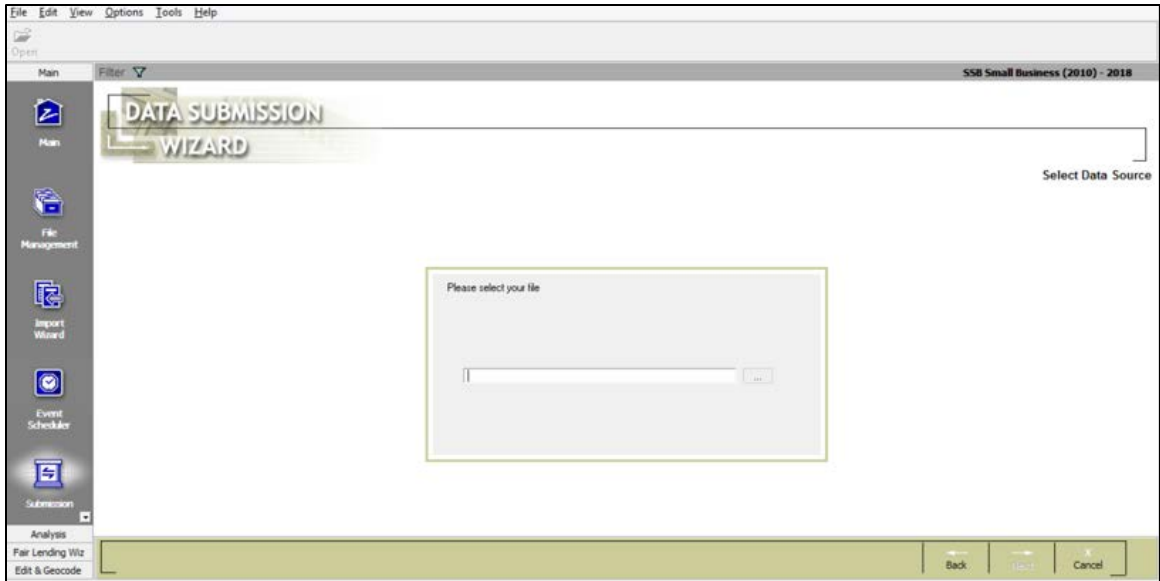 File Edit View Options Tools Help
Open
Main
Filter
SSB Small Business (2010) - 2018
DATA SUBMISSION
WIZARD
Main
Select Data Source
File
Management
Please select your file
Import
Wizard
...
Event
Scheduler
Submission
Analysis
Fair Lending Wiz
Edit & Geocode
Back
Next
X
Cancel